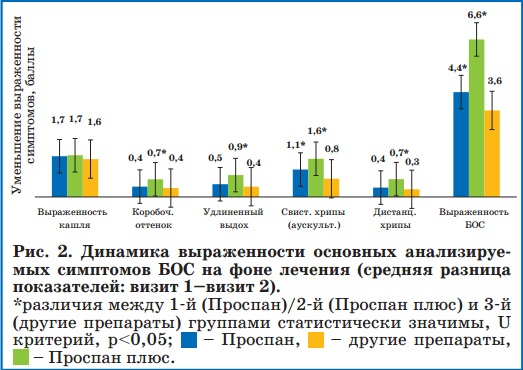 Уменьшение выраженности
симптомов, баллы
1,7 1,7 1,6
0,4 0,7* 0,4
0,5 0,9* 0,4
1,1* 1,6* 0,8
0,4 0,7* 0,3
4,4* 6,6* 3,6
Выраженность
кашля
Коробоч.
оттенок
Удлиненный
выдох
Свист. хрипы
(аускульт.)
Дистанц.
хрипы
Выраженность
БОС
Рис. 2. Динамика выраженности основных анализируе-
мых симптомов БОС на фоне лечения (средняя разница
показателей: визит 1–визит 2).
*различия между 1-й (Проспан)/2-й (Проспан плюс) и 3-й
(другие препараты) группами статистически значимы, U
критерий, p<0,05; – Проспан, – другие препараты,
– Проспан плюс.